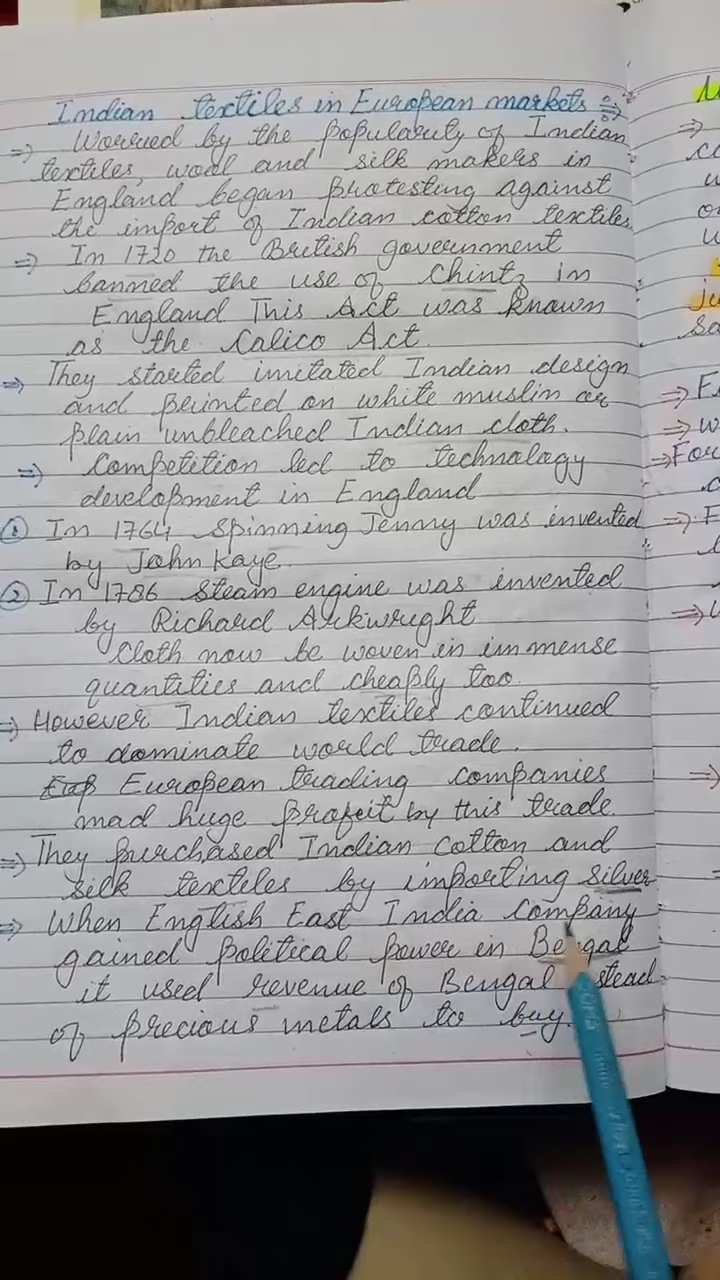 Indian textiles in European markets ⇒
⇒ Worried by the popularity of Indian
textiles, wool and silk makers in
England began protesting against
the import of Indian cotton textiles
⇒ In 1720 the British government
banned the use of chintz in
England This Act was known
as the Calico Act.
⇒ They started imitated Indian design
and printed on white muslin or
plain unbleached Indian cloth.
⇒ Competition led to technology
development in England
① In 1764 Spinning Jenny was invented
by John Kaye.
② In 1786 steam engine was invented
by Richard Arkwright
Cloth now be woven in immense
quantities and cheaply too.
⇒ However Indian textiles continued
to dominate world trade.
European trading companies
mad huge profeit by this trade.
⇒ They purchased Indian cotton and
silk textiles by importing silver
⇒ When English East India Company
gained political power in Bengal
it used revenue of Bengal stead
of precious metals to buy.